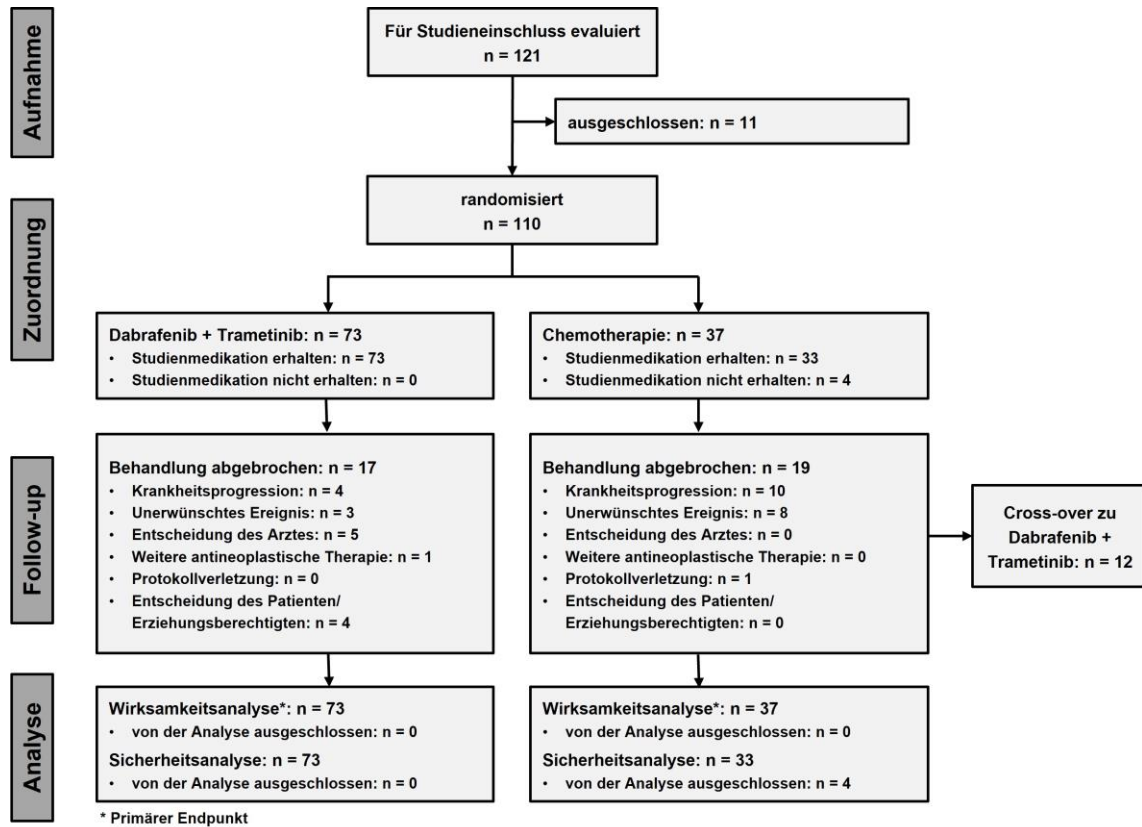 Aufnahme
Für Studieneinschluss evaluiert
n = 121
ausgeschlossen: n = 11
Zuordnung
randomisiert
n = 110
Dabrafenib + Trametinib: n = 73
• Studienmedikation erhalten: n = 73
• Studienmedikation nicht erhalten: n = 0
Chemotherapie: n = 37
• Studienmedikation erhalten: n = 33
• Studienmedikation nicht erhalten: n = 4
Follow-up
Behandlung abgebrochen: n = 17
• Krankheitsprogression: n = 4
• Unerwünschtes Ereignis: n = 3
• Entscheidung des Arztes: n = 5
• Weitere antineoplastische Therapie: n = 1
• Protokollverletzung: n = 0
• Entscheidung des Patienten/
Erziehungsberechtigten: n = 4
Behandlung abgebrochen: n = 19
• Krankheitsprogression: n = 10
• Unerwünschtes Ereignis: n = 8
• Entscheidung des Arztes: n = 0
• Weitere antineoplastische Therapie: n = 0
• Protokollverletzung: n = 1
• Entscheidung des Patienten/
Erziehungsberechtigten: n = 0
Cross-over zu
Dabrafenib +
Trametinib: n = 12
Analyse
Wirksamkeitsanalyse*: n = 73
• von der Analyse ausgeschlossen: n = 0
Sicherheitsanalyse: n = 73
• von der Analyse ausgeschlossen: n = 0
Wirksamkeitsanalyse*: n = 37
• von der Analyse ausgeschlossen: n = 0
Sicherheitsanalyse: n = 33
• von der Analyse ausgeschlossen: n = 4
* Primärer Endpunkt